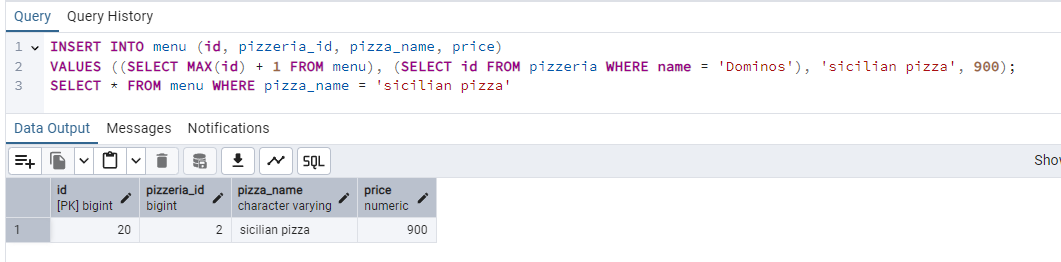 Query Query History
1 INSERT INTO menu (id, pizzeria_id, pizza_name, price)
2 VALUES ((SELECT MAX(id) + 1 FROM menu), (SELECT id FROM pizzeria WHERE name = 'Dominos'), 'sicilian pizza', 900);
3 SELECT * FROM menu WHERE pizza_name = 'sicilian pizza'
Data Output Messages Notifications
SQL Show
id pizzeria_id pizza_name price
[PK] bigint bigint character varying numeric
1 20 2 sicilian pizza 900